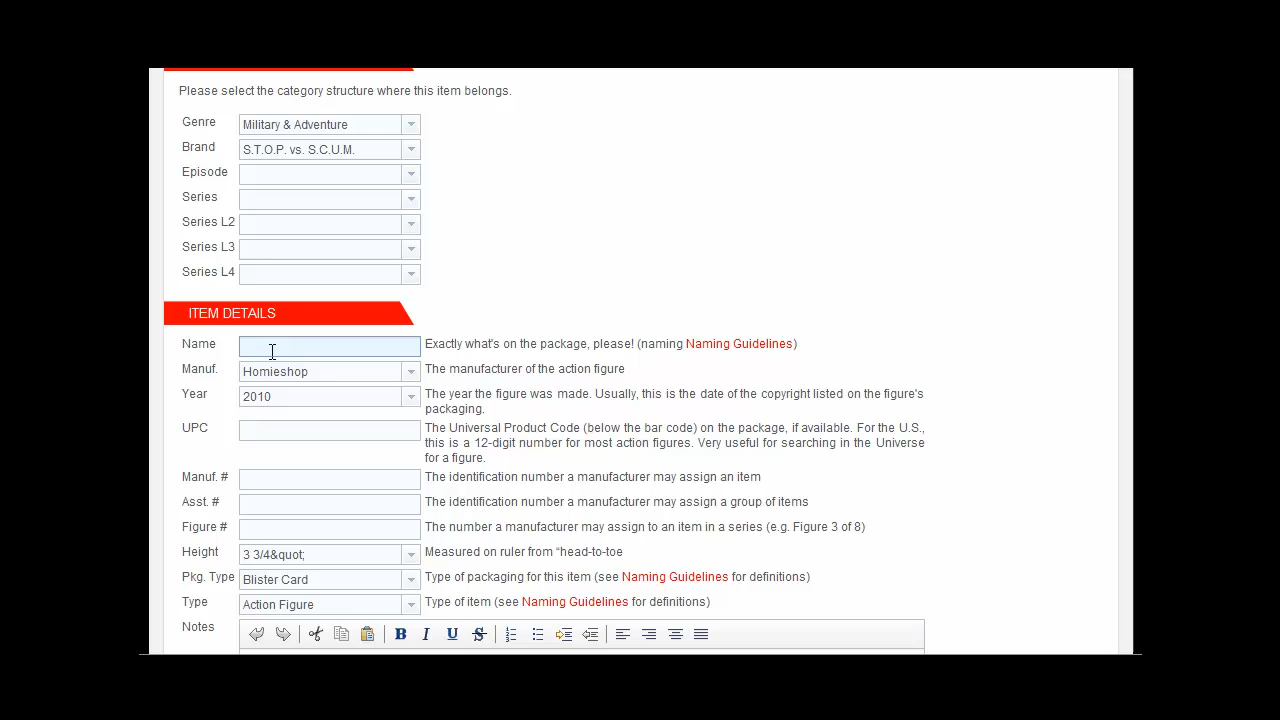 Please select the category structure where this item belongs.
Genre Military & Adventure
Brand S.T.O.P. vs. S.C.U.M.
Episode
Series
Series L2
Series L3
Series L4
ITEM DETAILS
Name Exactly what's on the package, please! (naming Naming Guidelines)
Manuf. Homieshop The manufacturer of the action figure
Year 2010 The year the figure was made. Usually, this is the date of the copyright listed on the figure's
packaging.
UPC The Universal Product Code (below the bar code) on the package, if available. For the U.S.,
this is a 12-digit number for most action figures. Very useful for searching in the Universe
for a figure.
Manuf. # The identification number a manufacturer may assign an item
Asst. # The identification number a manufacturer may assign a group of items
Figure # The number a manufacturer may assign to an item in a series (e.g. Figure 3 of 8)
Height 3 3/4&quot; Measured on ruler from “head-to-toe
Pkg. Type Blister Card Type of packaging for this item (see Naming Guidelines for definitions)
Type Action Figure Type of item (see Naming Guidelines for definitions)
Notes B I U S